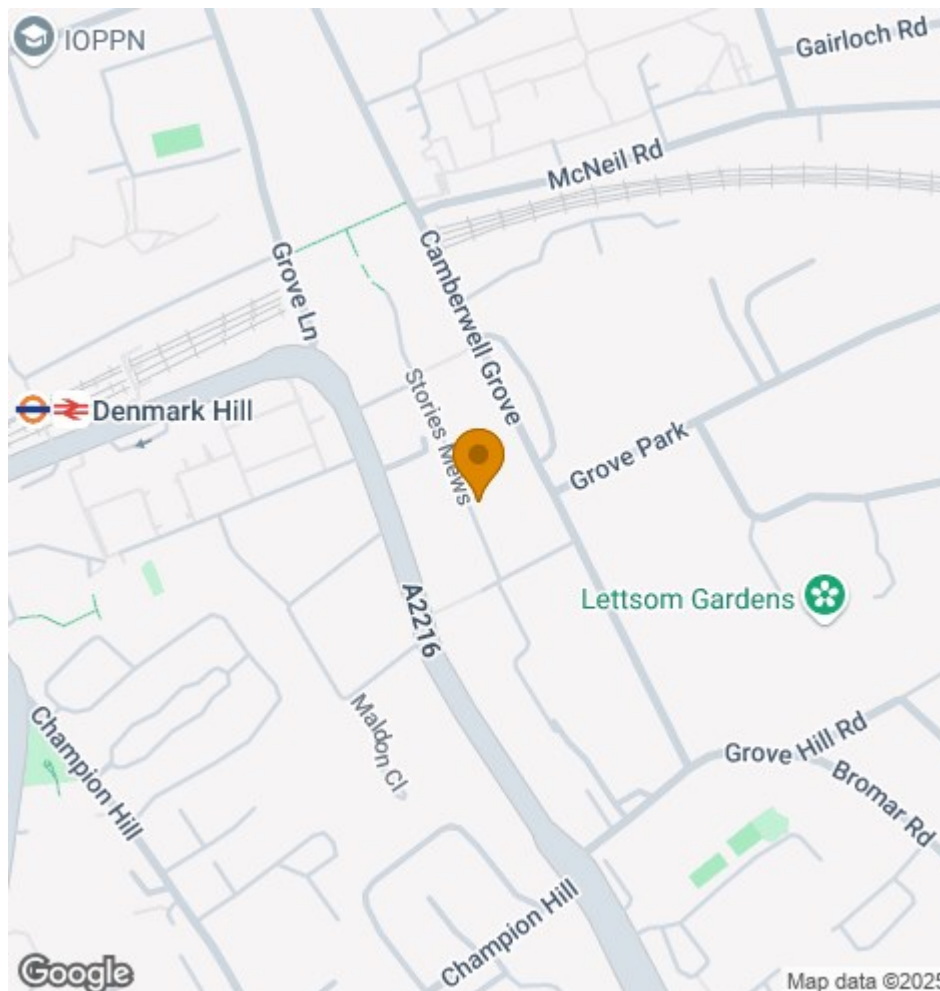 IOPPN
Gairloch Rd
McNeil Rd
Camberwell Grove
Grove Ln
Denmark Hill
Stories Mews
Grove Park
A2216
Lettsom Gardens
Maldon Cl
Champion Hill
Grove Hill Rd
Bromar Rd
Champion Hill
Google
Map data ©2025